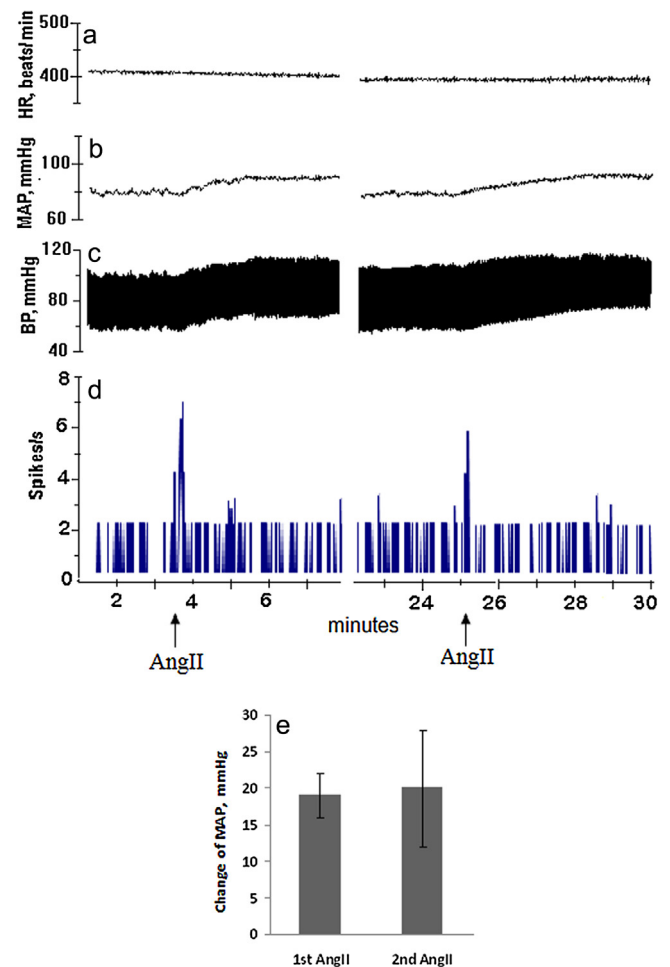 a
HR, beats/min
500
400
b
MAP, mmHg
100
60
c
BP, mmHg
120
80
40
d
Spikes/s
8
6
4
2
0
2 4 6 24 26 28 30
minutes
AngII AngII
e
Change of MAP, mmHg
30
25
20
15
10
5
0
1st AngII 2nd AngII